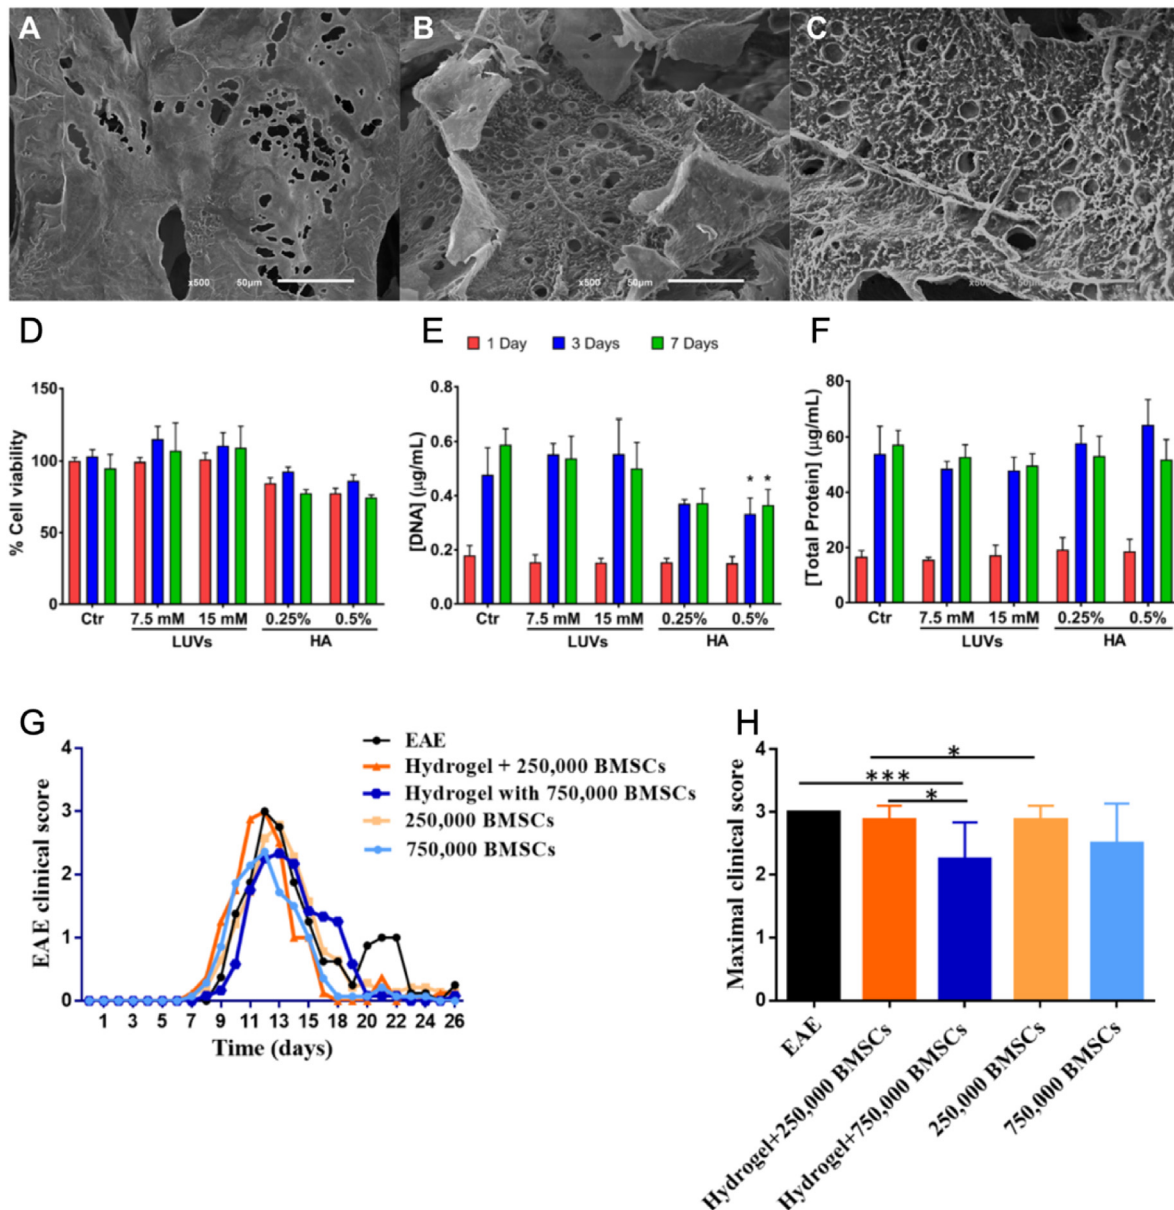 A
B
C
x500 50µm
x500 50µm
x500 50µm
D
E
F
1 Day 3 Days 7 Days
% Cell viability
150
100
50
0
Ctr 7.5 mM 15 mM 0.25% 0.5%
LUVs HA
[DNA] (µg/mL)
0.8
0.6
0.4
0.2
0.0
* *
Ctr 7.5 mM 15 mM 0.25% 0.5%
LUVs HA
[Total Protein] (µg/mL)
80
60
40
20
0
Ctr 7.5 mM 15 mM 0.25% 0.5%
LUVs HA
G
EAE clinical score
4
3
2
1
0
1 3 5 7 9 11 13 15 18 20 22 24 26
Time (days)
EAE
Hydrogel + 250,000 BMSCs
Hydrogel with 750,000 BMSCs
250,000 BMSCs
750,000 BMSCs
H
Maximal clinical score
4
3
2
1
0
*
***
*
EAE
Hydrogel+250,000 BMSCs
Hydrogel+750,000 BMSCs
250,000 BMSCs
750,000 BMSCs